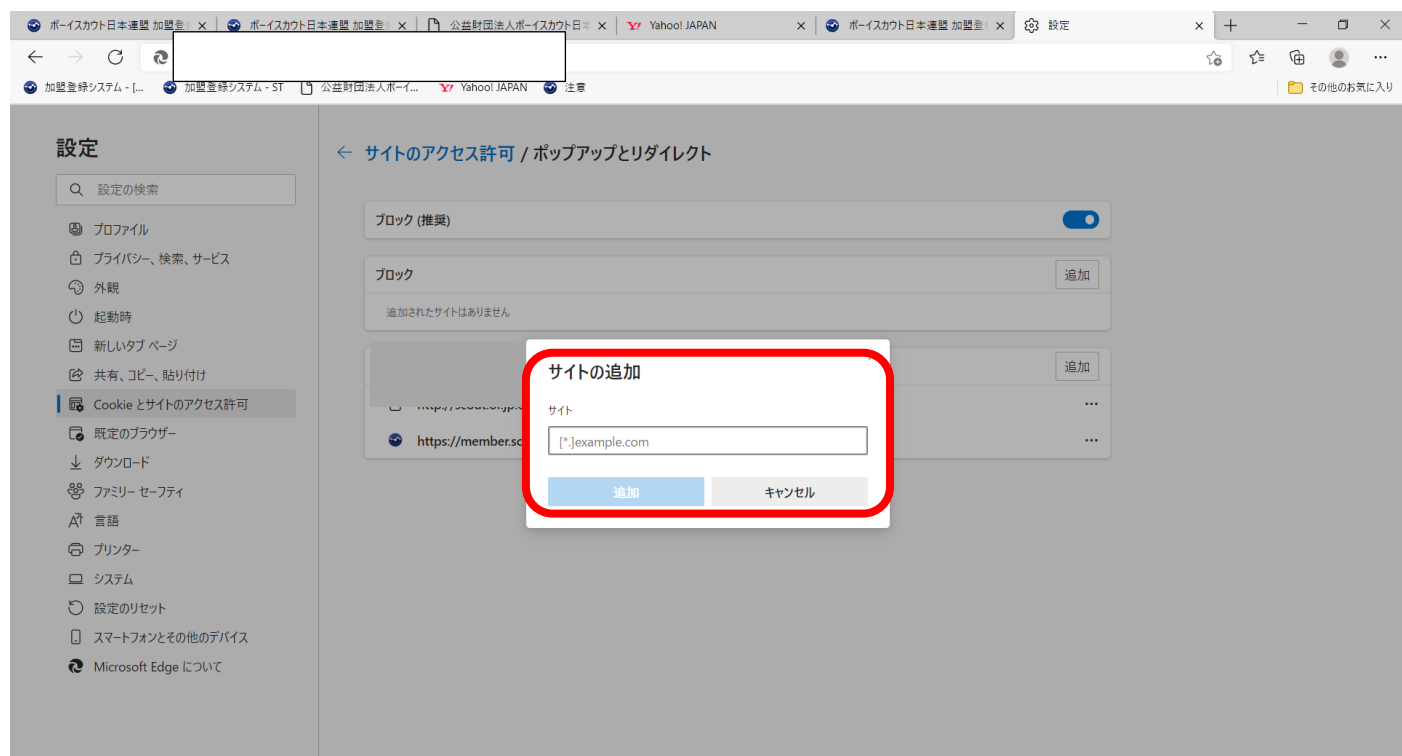 ボーイスカウト日本連盟 加盟登
ボーイスカウト日本連盟 加盟登
公益財団法人ボーイスカウト日
Yahoo! JAPAN
ボーイスカウト日本連盟 加盟登
設定
加盟登録システム - [...
加盟登録システム - ST
公益財団法人ボーイ...
Yahoo! JAPAN
注意
その他のお気に入り
設定
設定の検索
プロファイル
プライバシー、検索、サービス
外観
起動時
新しいタブ ページ
共有、コピー、貼り付け
Cookie とサイトのアクセス許可
既定のブラウザー
ダウンロード
ファミリー セーフティ
言語
プリンター
システム
設定のリセット
スマートフォンとその他のデバイス
Microsoft Edge について
サイトのアクセス許可 / ポップアップとリダイレクト
ブロック (推奨)
ブロック
追加
追加されたサイトはありません
追加
https://member.sc
サイトの追加
サイト
[*.]example.com
追加
キャンセル